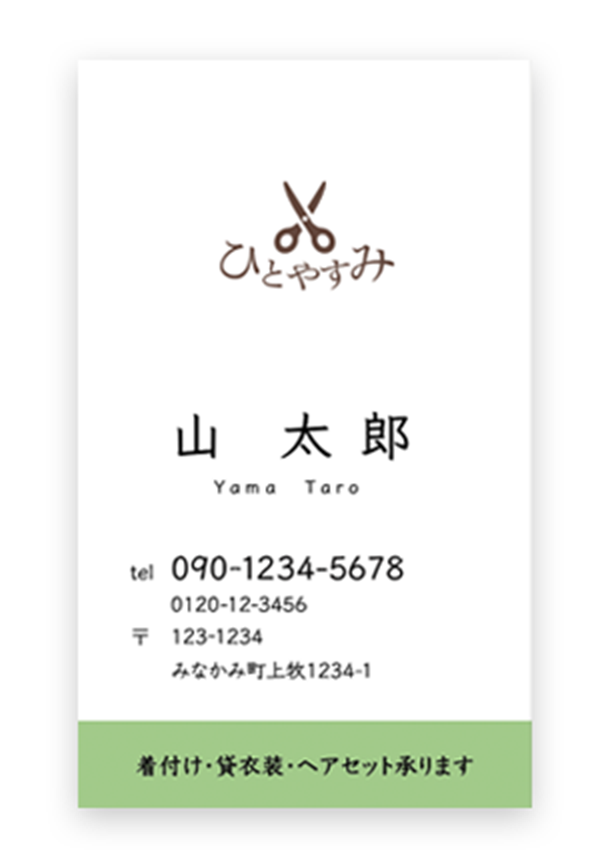 ひとやすみ
山 太郎
Yama Taro
tel 090-1234-5678
0120-12-3456
〒 123-1234
みなかみ町上牧1234-1
着付け・貸衣装・ヘアセット承ります